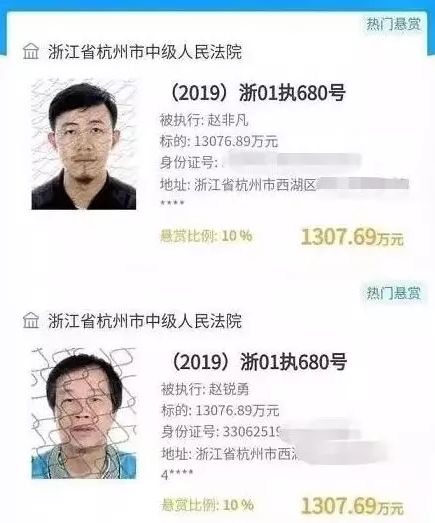 热门悬赏
浙江省杭州市中级人民法院
（2019）浙01执680号
被执行: 赵非凡
标的: 13076.89万元
身份证号:
地址: 浙江省杭州市西湖区
****
悬赏比例: 10 %
1307.69万元
热门悬赏
浙江省杭州市中级人民法院
（2019）浙01执680号
被执行: 赵锐勇
标的: 13076.89万元
身份证号: 33062519
地址: 浙江省杭州市西湖
4****
悬赏比例: 10 %
1307.69万元